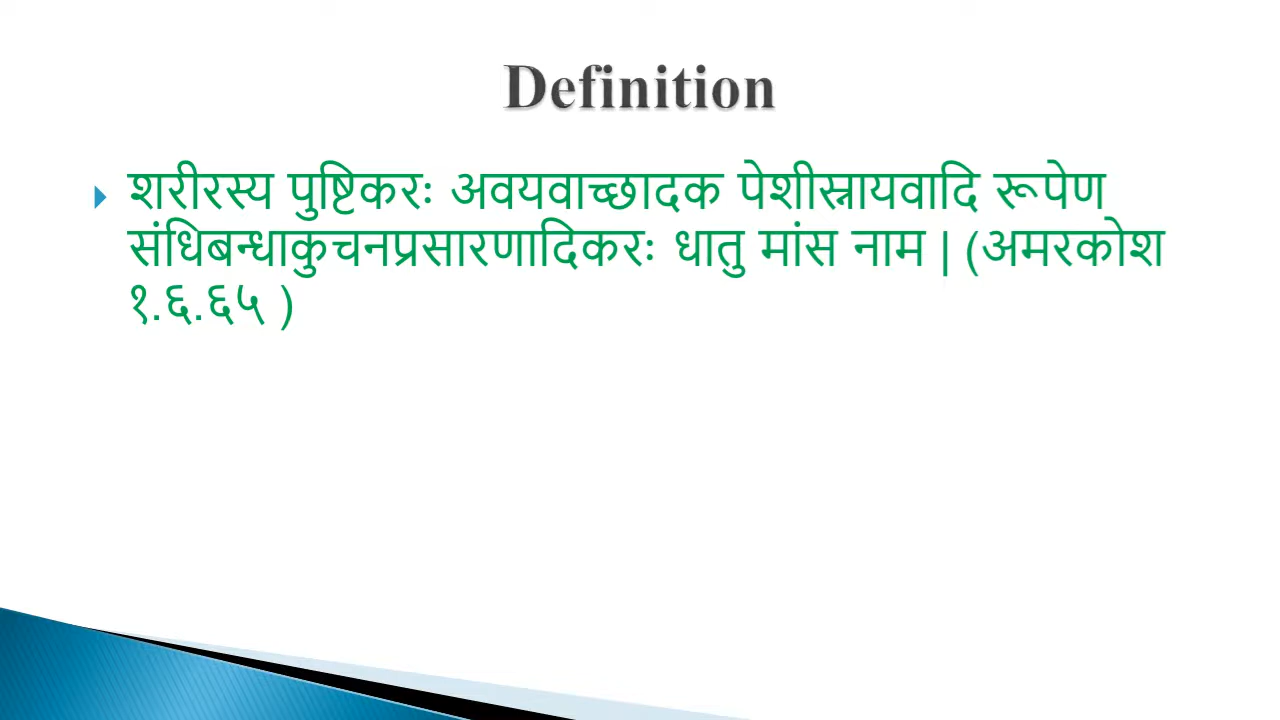 Definition
शरीरस्य पुष्टिकरः अवयवाच्छादक पेशीस्नायवादि रूपेण
संधिबन्धाकुचनप्रसारणादिकरः धातु मांस नाम | (अमरकोश
१.६.६५ )